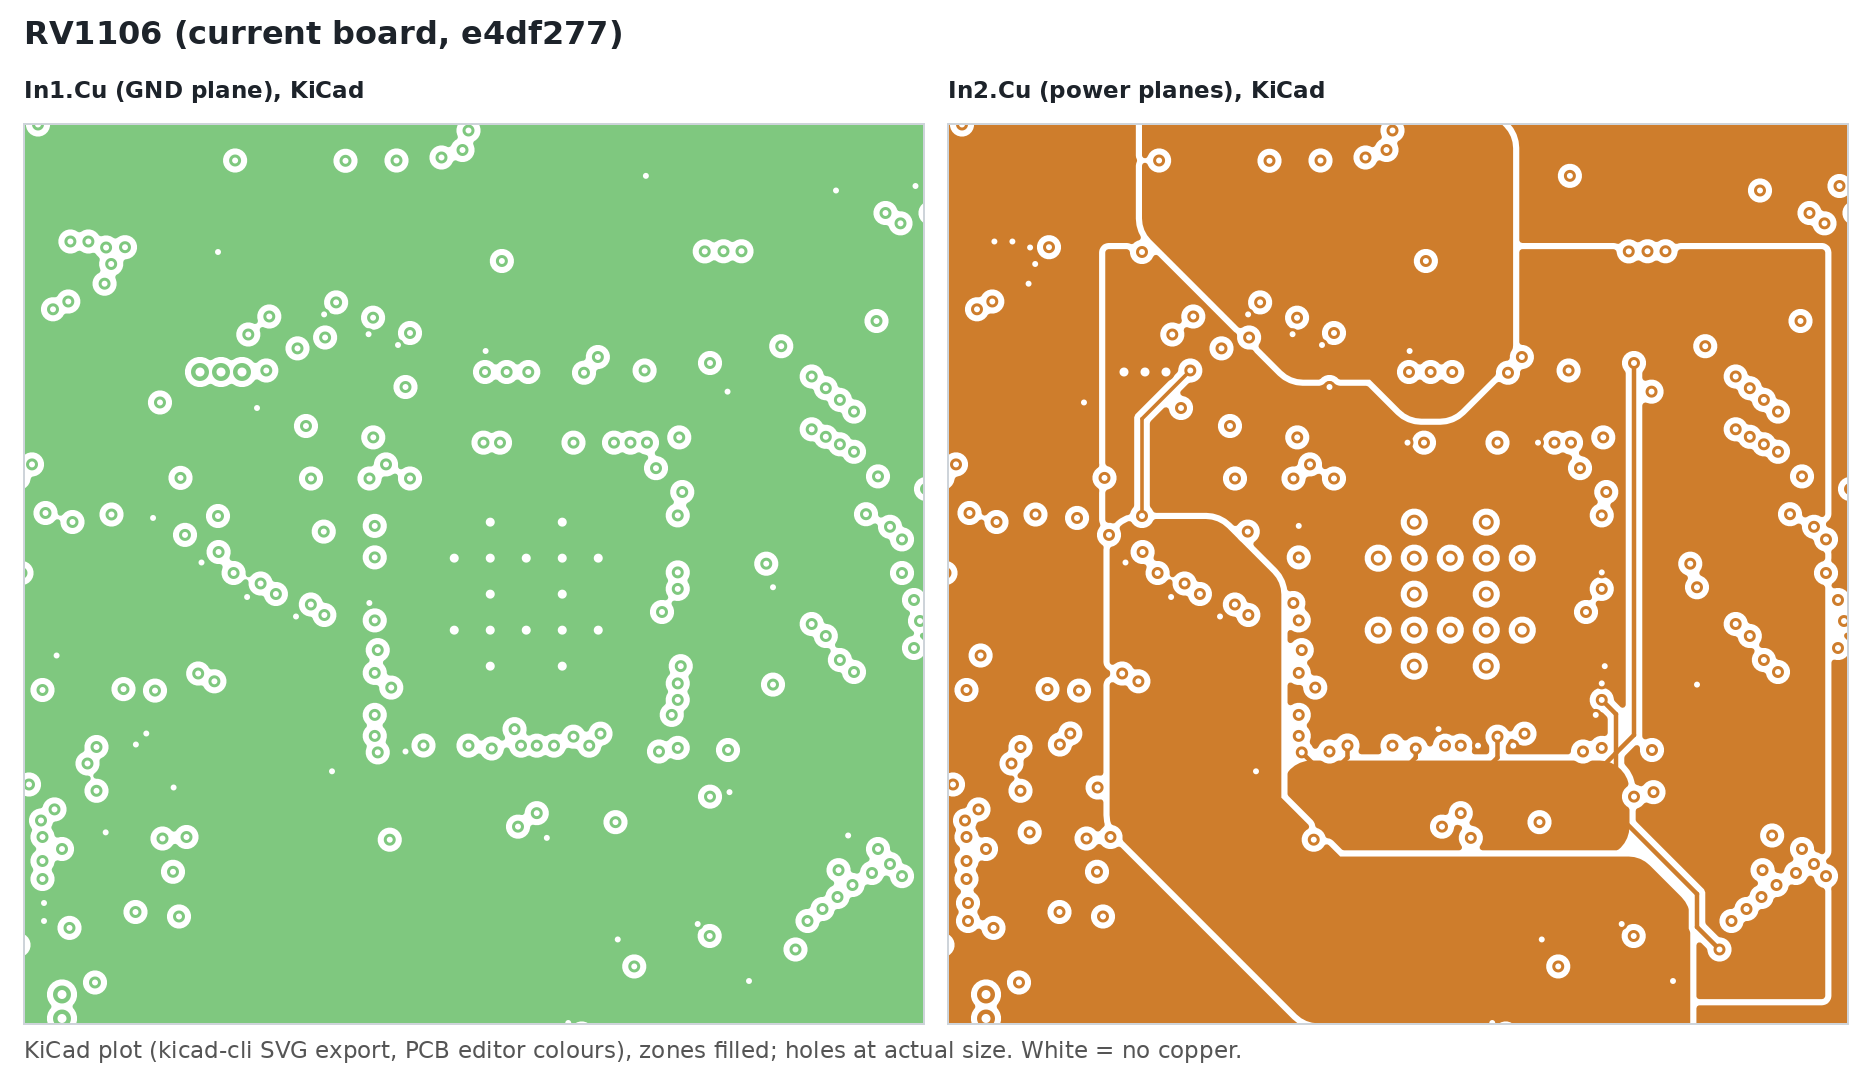 RV1106 (current board, e4df277)
In1.Cu (GND plane), KiCad
In2.Cu (power planes), KiCad
KiCad plot (kicad-cli SVG export, PCB editor colours), zones filled; holes at actual size. White = no copper.